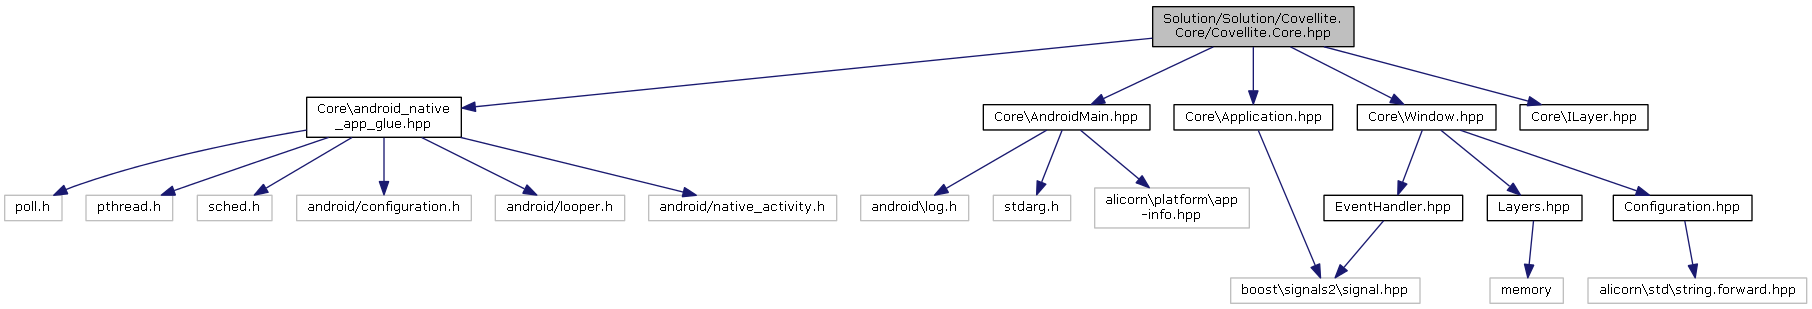 Solution/Solution/Covellite.
Core/Covellite.Core.hpp
Core\android_native
_app_glue.hpp
Core\AndroidMain.hpp
Core\Application.hpp
Core\Window.hpp
Core\ILayer.hpp
poll.h
pthread.h
sched.h
android/configuration.h
android/looper.h
android/native_activity.h
android\log.h
stdarg.h
alicorn\platform\app
-info.hpp
EventHandler.hpp
Layers.hpp
Configuration.hpp
boost\signals2\signal.hpp
memory
alicorn\std\string.forward.hpp